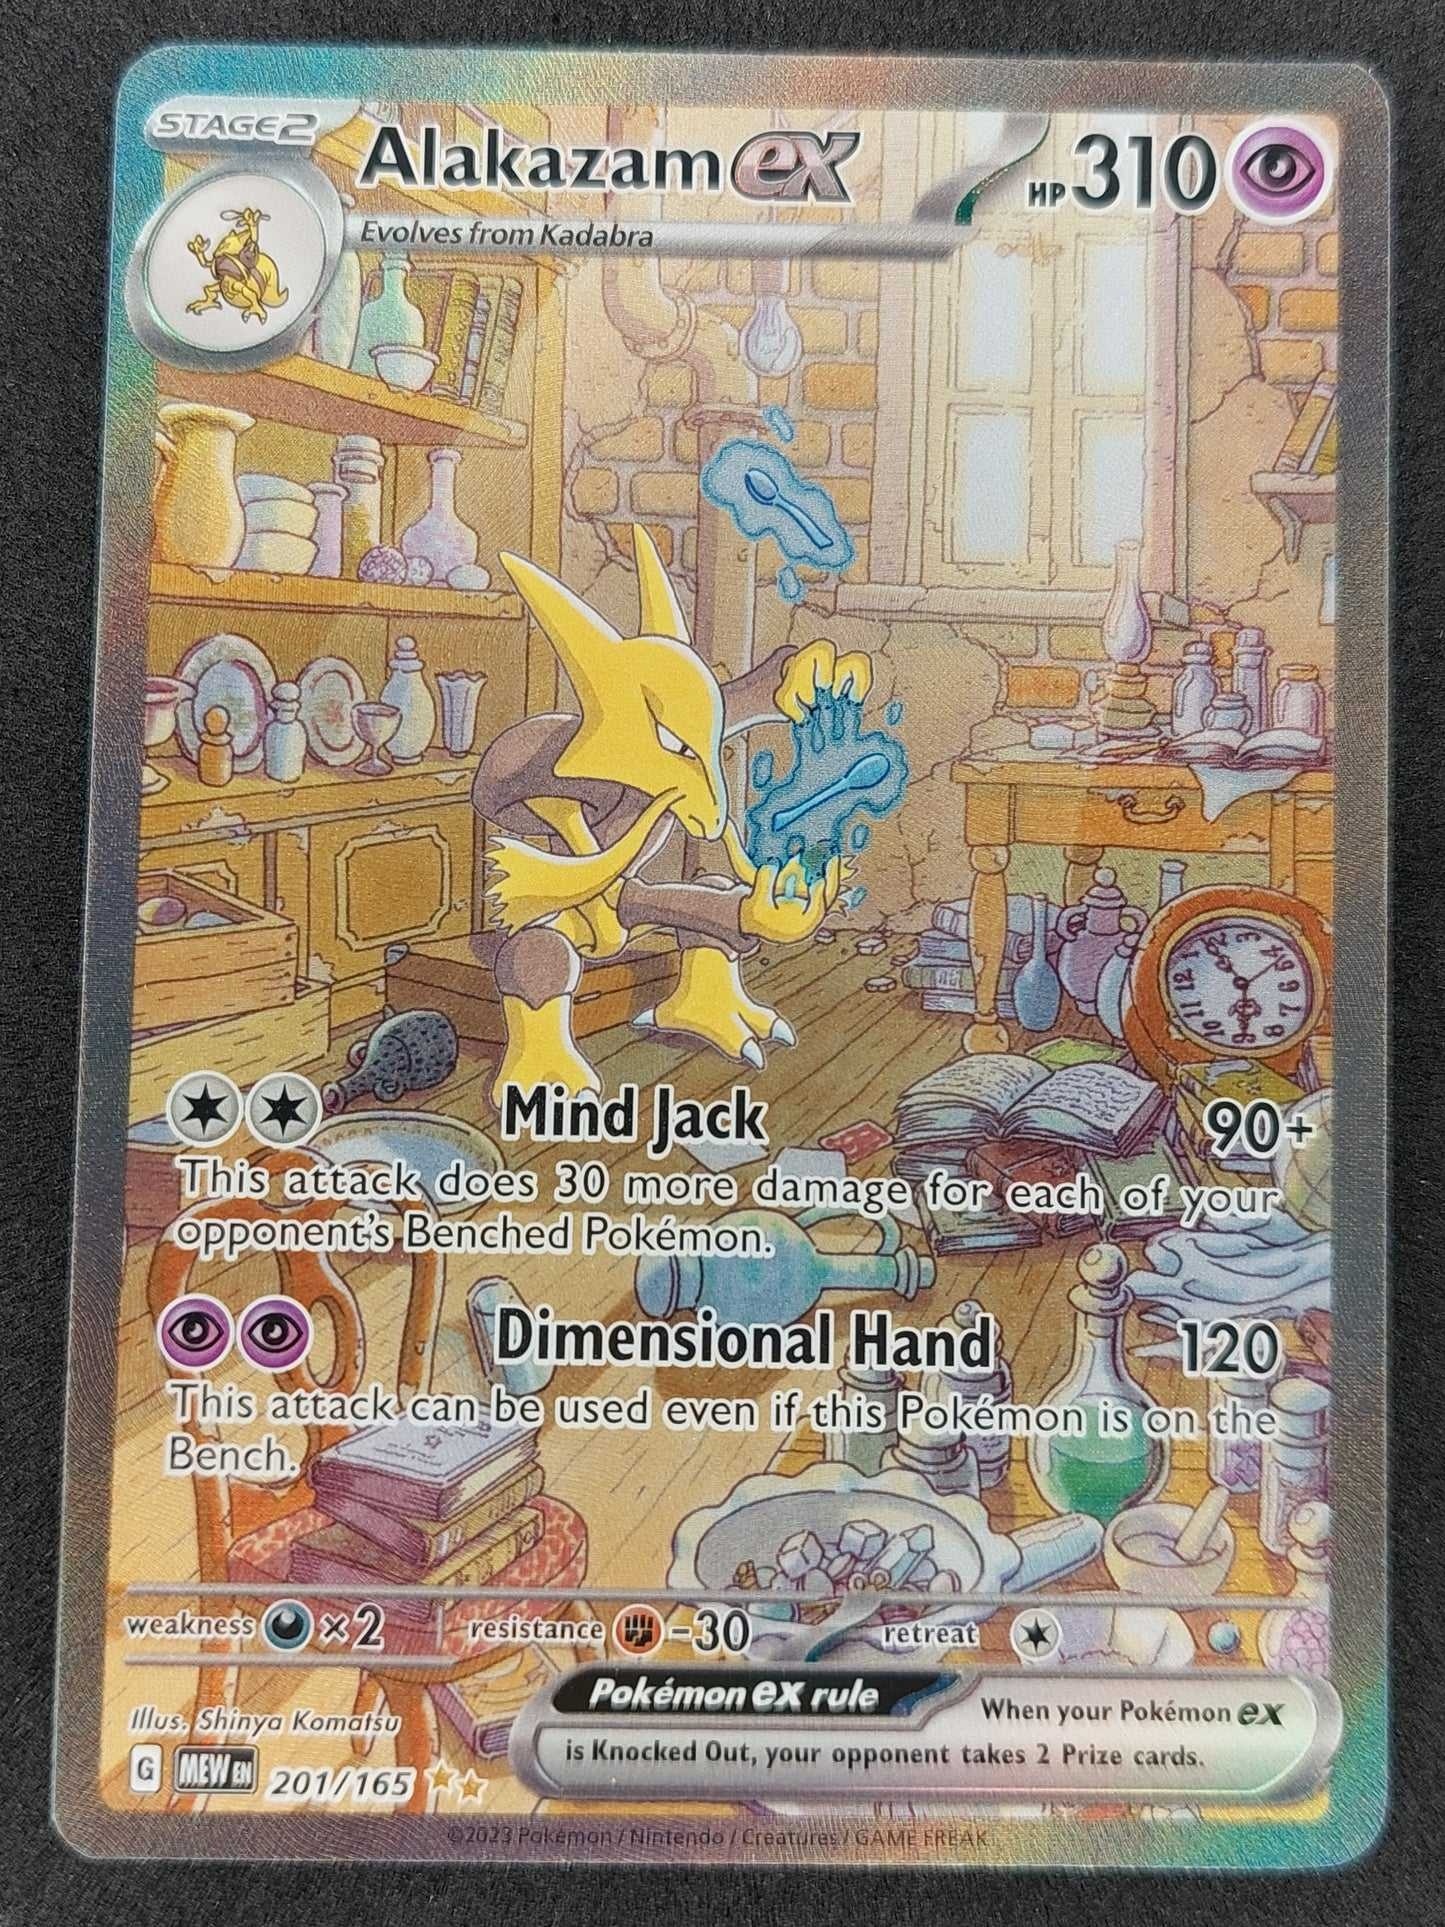 STAGE2
Alakazam ex HP 310
Evolves from Kadabra
Mind Jack 90+
This attack does 30 more damage for each of your
opponent's Benched Pokémon.
Dimensional Hand 120
This attack can be used even if this Pokémon is on the
Bench.
weakness ×2 resistance -30 retreat
Pokémon ex rule When your Pokémon ex
is Knocked Out, your opponent takes 2 Prize cards.
Illus. Shinya Komatsu
G MEW EN 201/165
©2023 Pokémon / Nintendo / Creatures / GAME FREAK